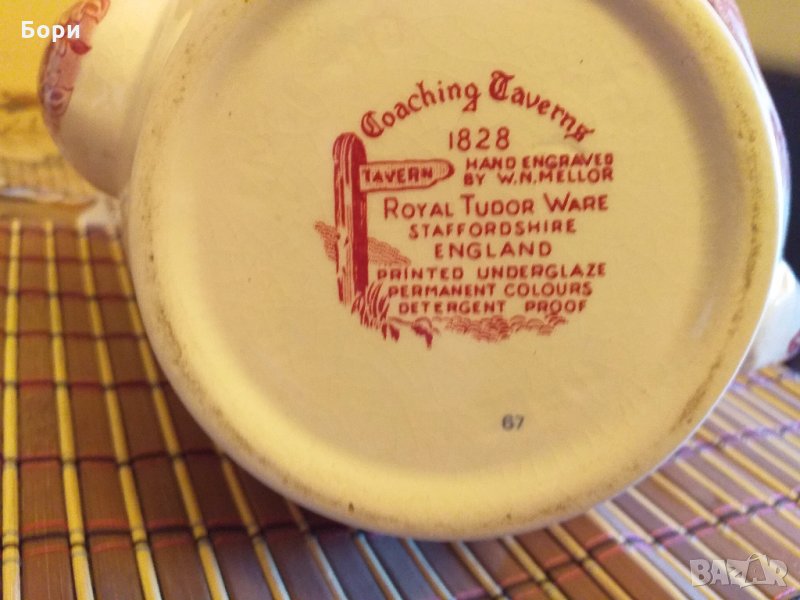 Бори
Coaching Taverns
1828
TAVERN
HAND ENGRAVED
BY W.N. MELLOR
ROYAL TUDOR WARE
STAFFORDSHIRE
ENGLAND
PRINTED UNDERGLAZE
PERMANENT COLOURS
DETERGENT PROOF
67
BAZAR